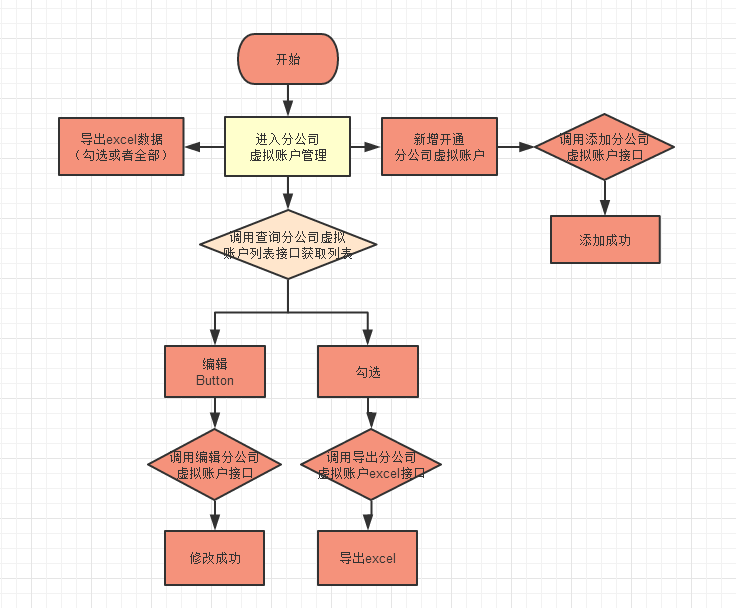 开始
导出excel数据
（勾选或者全部）
进入分公司
虚拟账户管理
新增开通
分公司虚拟账户
调用添加分公司
虚拟账户接口
添加成功
调用查询分公司虚拟
账户列表接口获取列表
编辑
Button
勾选
调用编辑分公司
虚拟账户接口
调用导出分公司
虚拟账户excel接口
修改成功
导出excel